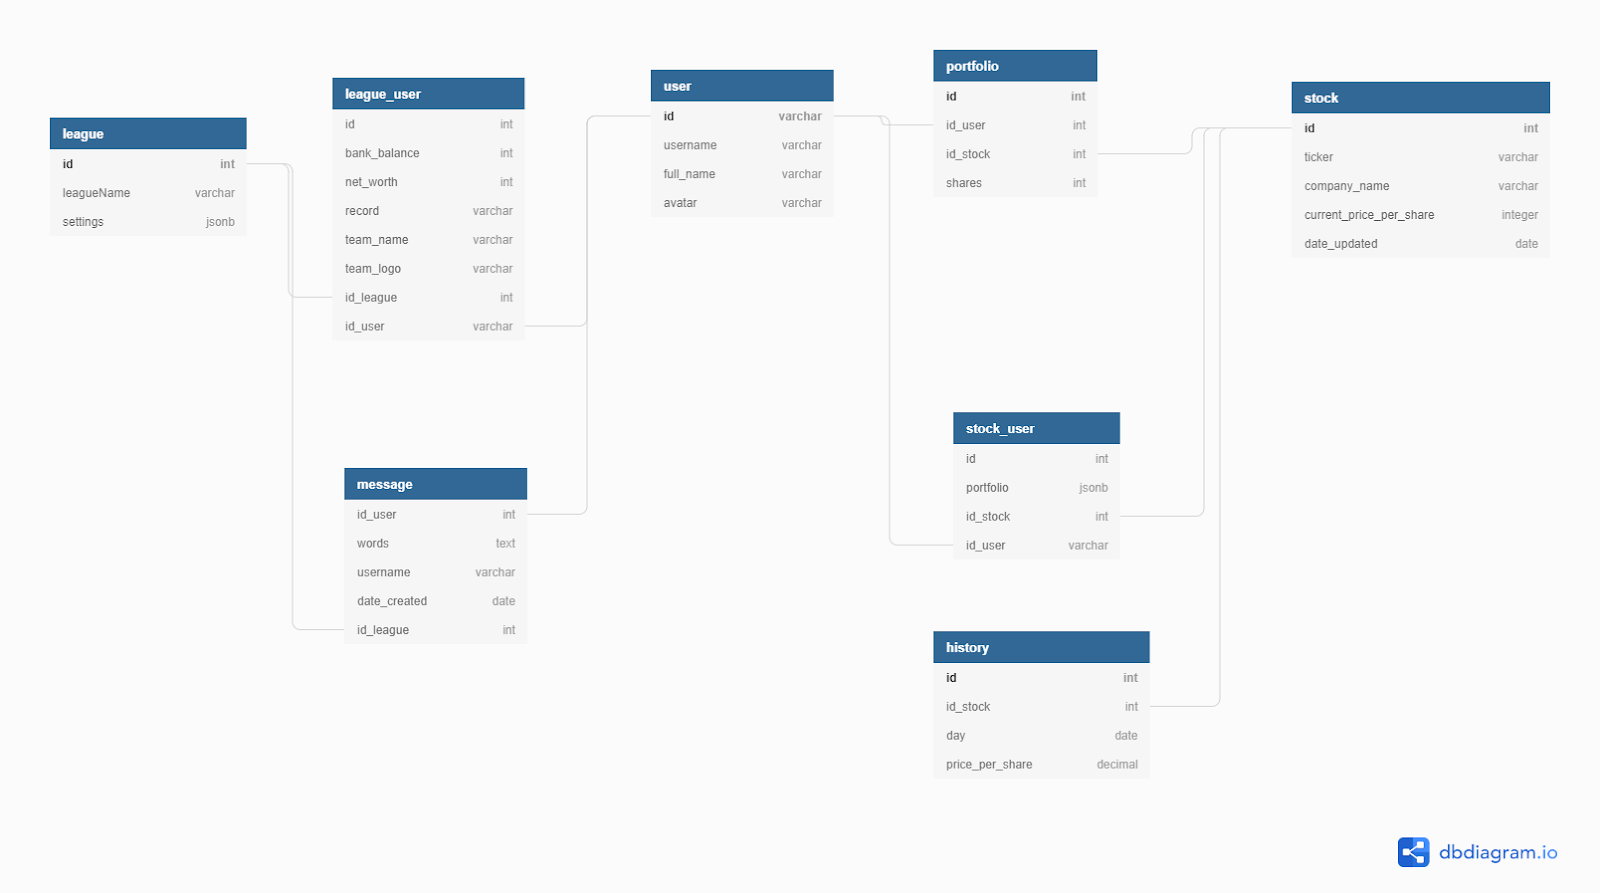 league
id int
leagueName varchar
settings jsonb
league_user
id int
bank_balance int
net_worth int
record varchar
team_name varchar
team_logo varchar
id_league int
id_user varchar
message
id_user int
words text
username varchar
date_created date
id_league int
user
id varchar
username varchar
full_name varchar
avatar varchar
portfolio
id int
id_user int
id_stock int
shares int
stock_user
id int
portfolio jsonb
id_stock int
id_user varchar
history
id int
id_stock int
day date
price_per_share decimal
stock
id int
ticker varchar
company_name varchar
current_price_per_share integer
date_updated date
dbdiagram.io